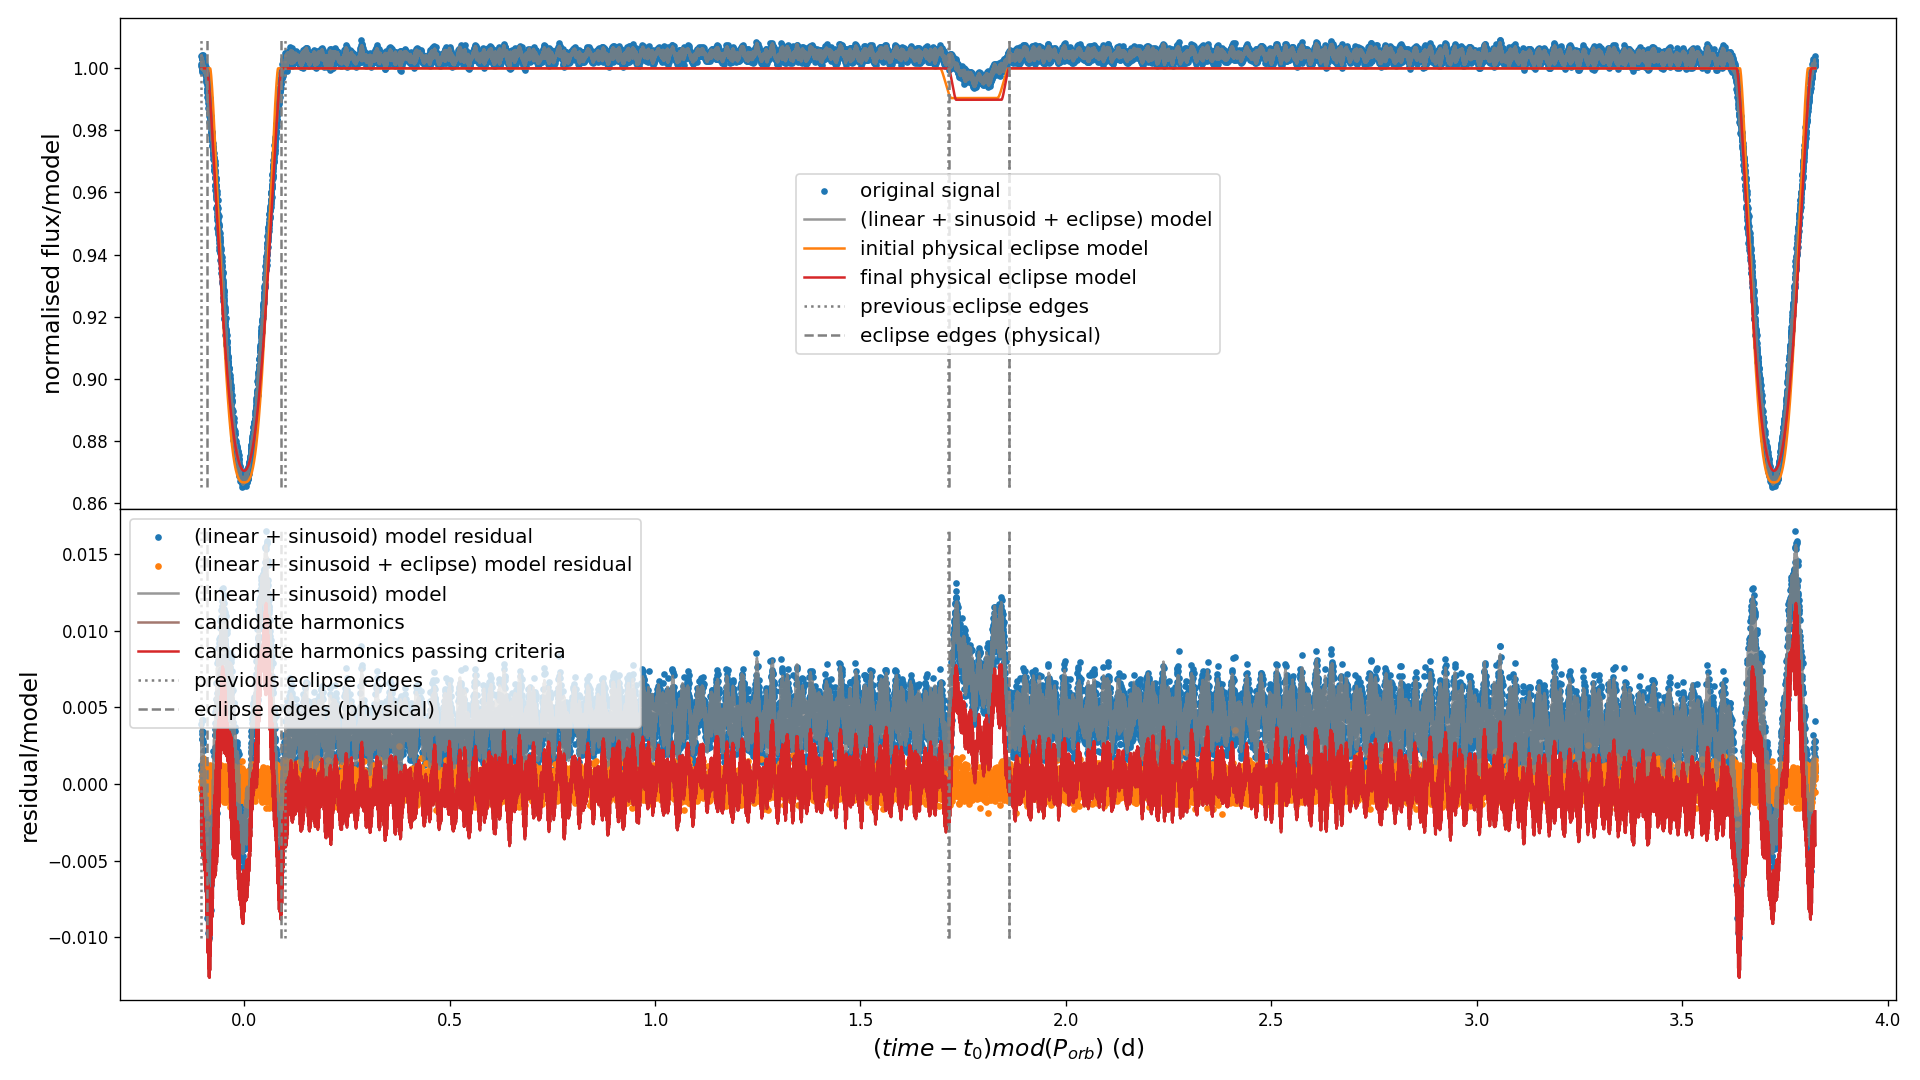 normalised flux/model
1.00
0.98
0.96
0.94
0.92
0.90
0.88
0.86
original signal
(linear + sinusoid + eclipse) model
initial physical eclipse model
final physical eclipse model
previous eclipse edges
eclipse edges (physical)
residual/model
0.015
0.010
0.005
0.000
−0.005
−0.010
(linear + sinusoid) model residual
(linear + sinusoid + eclipse) model residual
(linear + sinusoid) model
candidate harmonics
candidate harmonics passing criteria
previous eclipse edges
eclipse edges (physical)
0.0 0.5 1.0 1.5 2.0 2.5 3.0 3.5 4.0
(time − t₀)mod(P_orb) (d)